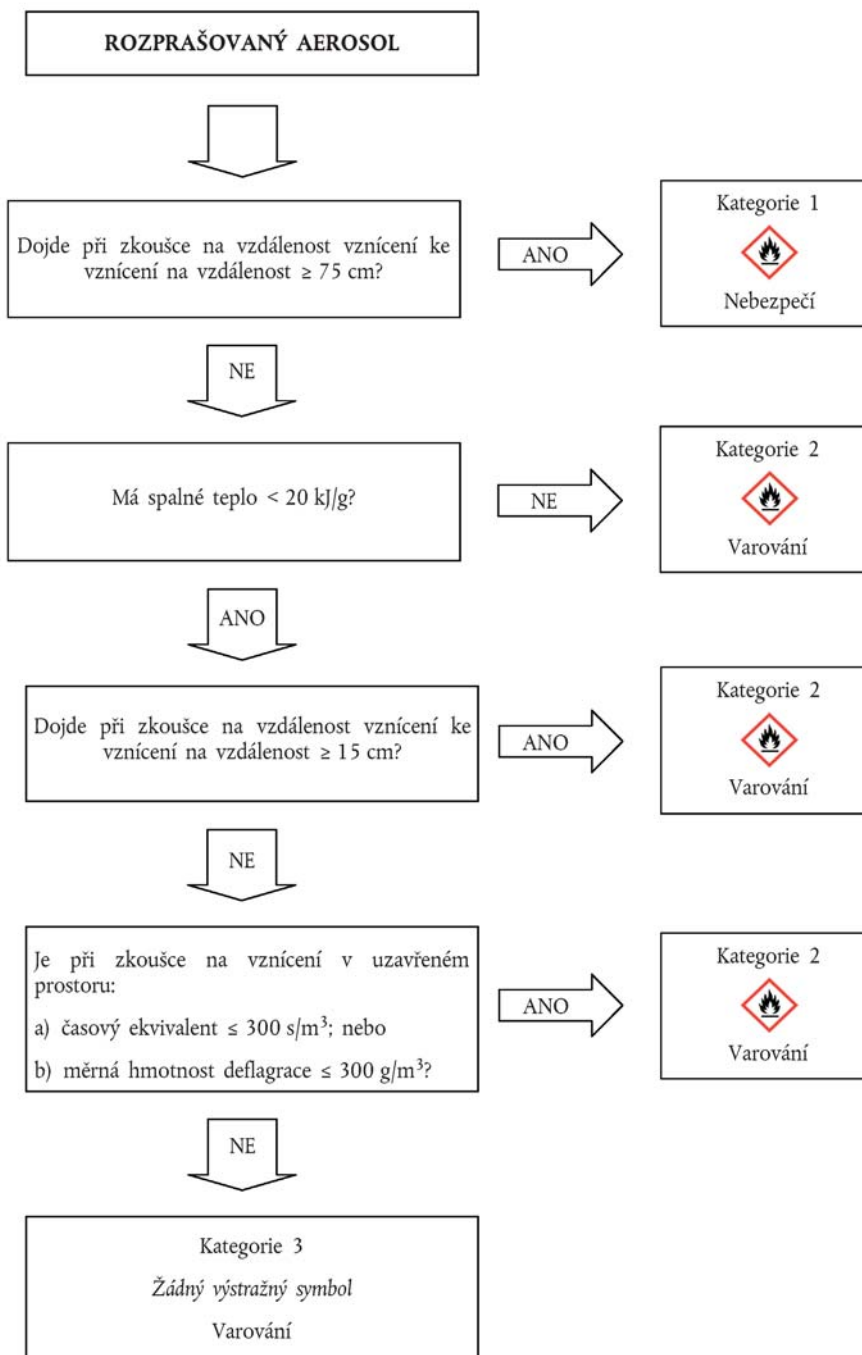 ROZPRAŠOVANÝ AEROSOL
Dojde při zkoušce na vzdálenost vznícení ke
vznícení na vzdálenost ≥ 75 cm?
ANO
Kategorie 1
Nebezpečí
NE
Má spalné teplo < 20 kJ/g?
NE
Kategorie 2
Varování
ANO
Dojde při zkoušce na vzdálenost vznícení ke
vznícení na vzdálenost ≥ 15 cm?
ANO
Kategorie 2
Varování
NE
Je při zkoušce na vznícení v uzavřeném
prostoru:
a) časový ekvivalent ≤ 300 s/m³; nebo
b) měrná hmotnost deflagrace ≤ 300 g/m³?
ANO
Kategorie 2
Varování
NE
Kategorie 3
Žádný výstražný symbol
Varování